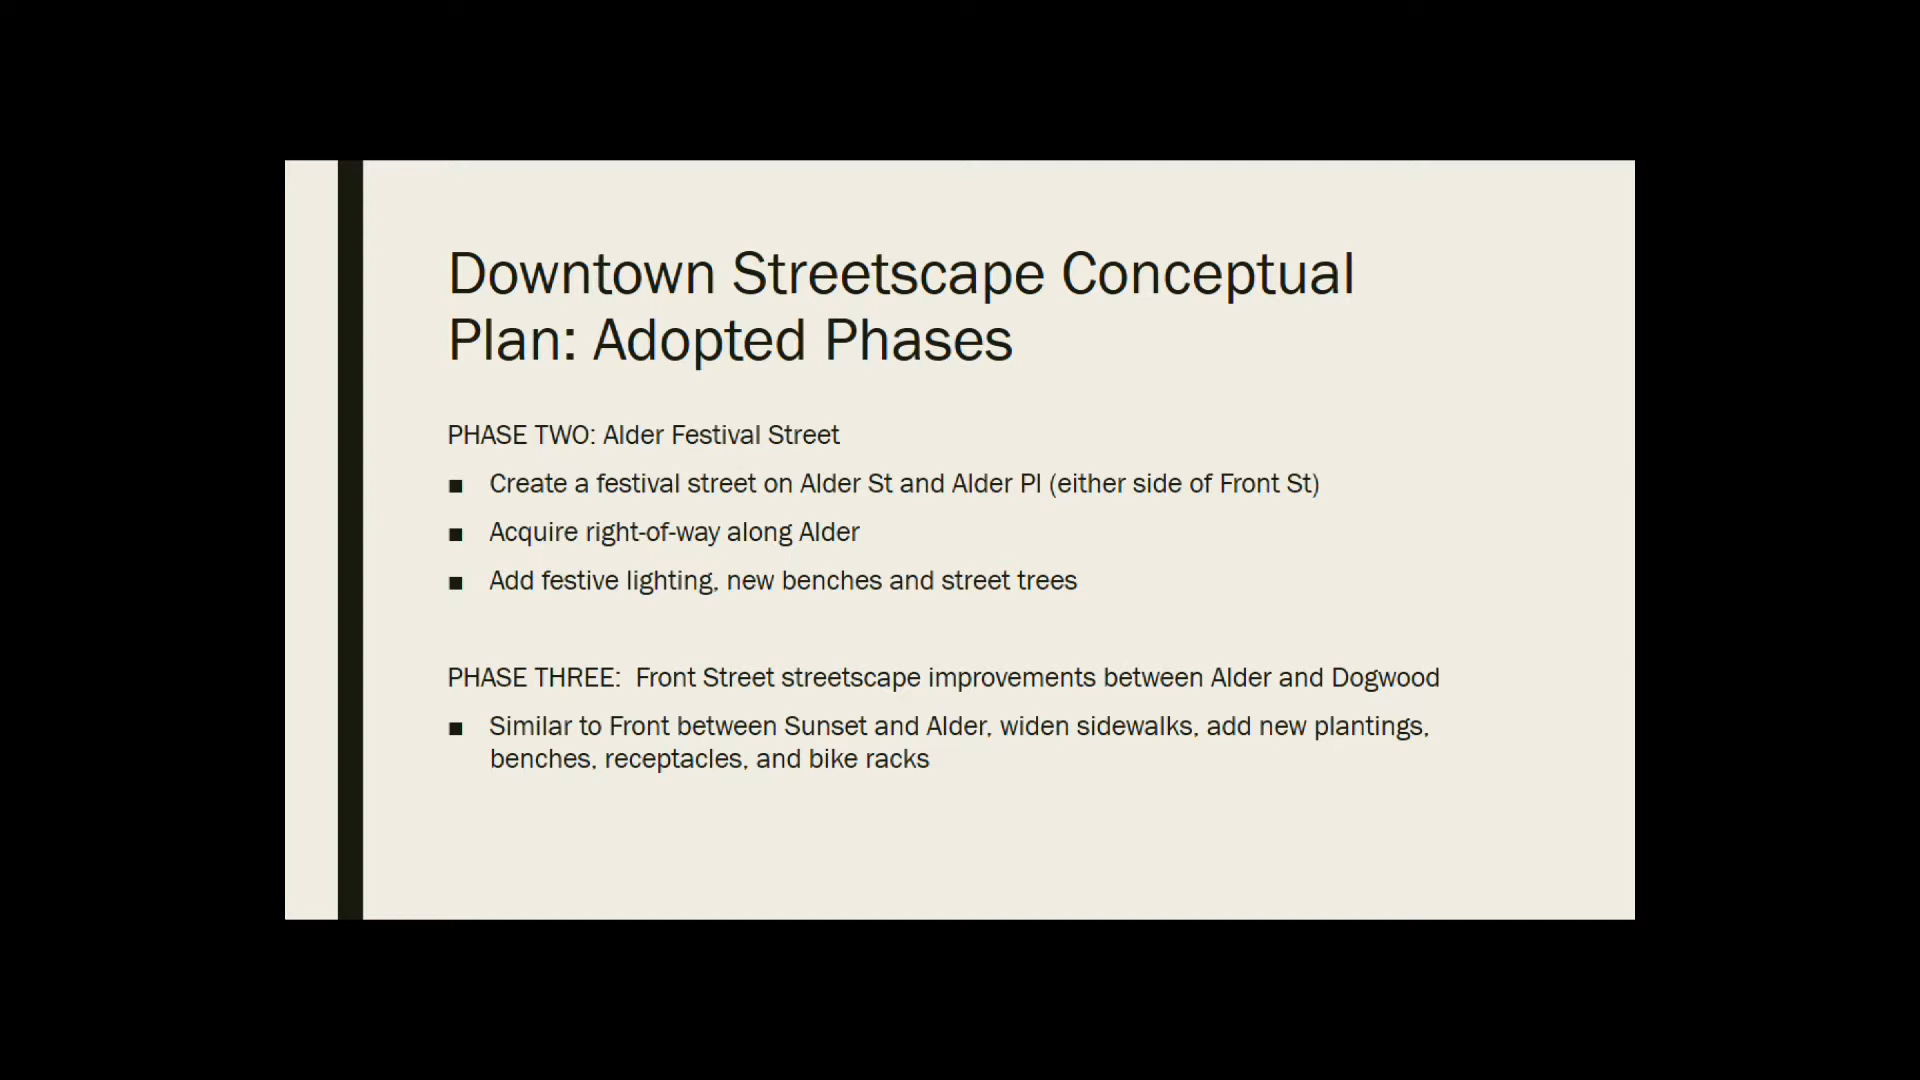 Downtown Streetscape Conceptual
Plan: Adopted Phases
PHASE TWO: Alder Festival Street
■ Create a festival street on Alder St and Alder Pl (either side of Front St)
■ Acquire right-of-way along Alder
■ Add festive lighting, new benches and street trees
PHASE THREE:  Front Street streetscape improvements between Alder and Dogwood
■ Similar to Front between Sunset and Alder, widen sidewalks, add new plantings,
benches, receptacles, and bike racks